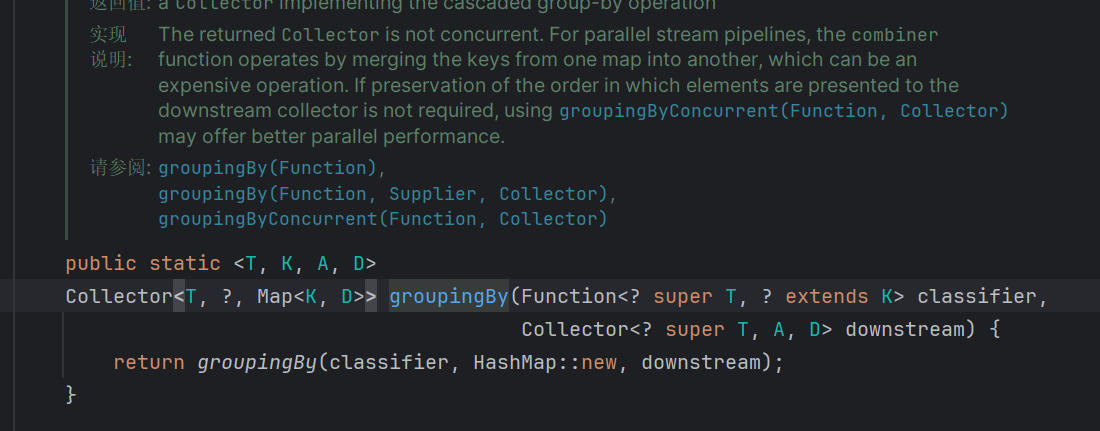 返回值: a Collector implementing the cascaded group-by operation
实现 The returned Collector is not concurrent. For parallel stream pipelines, the combiner
说明: function operates by merging the keys from one map into another, which can be an
expensive operation. If preservation of the order in which elements are presented to the
downstream collector is not required, using groupingByConcurrent(Function, Collector)
may offer better parallel performance.
请参阅: groupingBy(Function),
groupingBy(Function, Supplier, Collector),
groupingByConcurrent(Function, Collector)
public static <T, K, A, D>
Collector<T, ?, Map<K, D>> groupingBy(Function<? super T, ? extends K> classifier,
Collector<? super T, A, D> downstream) {
return groupingBy(classifier, HashMap::new, downstream);
}